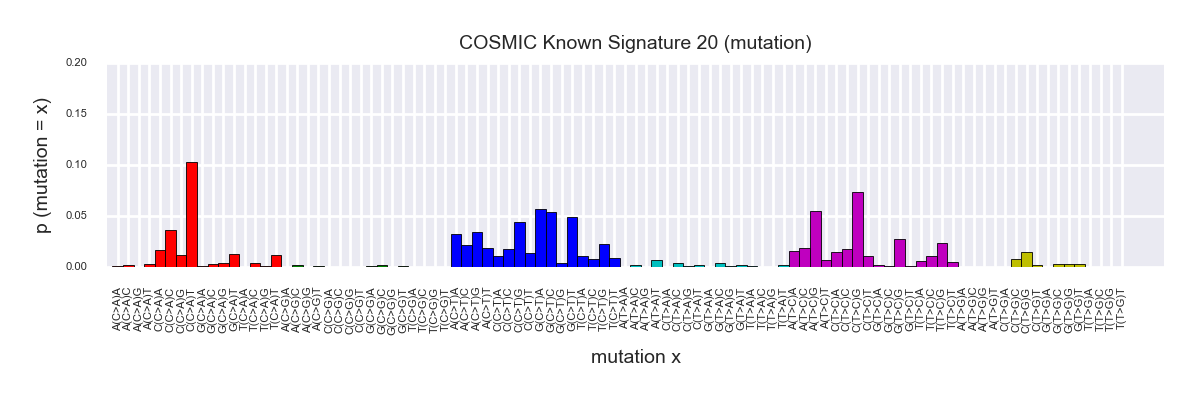 COSMIC Known Signature 20 (mutation)
p (mutation = x)
0.20
0.15
0.10
0.05
0.00
A(C>A)A
A(C>A)C
A(C>A)G
A(C>A)T
C(C>A)A
C(C>A)C
C(C>A)G
C(C>A)T
G(C>A)A
G(C>A)C
G(C>A)G
G(C>A)T
T(C>A)A
T(C>A)C
T(C>A)G
T(C>A)T
A(C>G)A
A(C>G)C
A(C>G)G
A(C>G)T
C(C>G)A
C(C>G)C
C(C>G)G
C(C>G)T
G(C>G)A
G(C>G)C
G(C>G)G
G(C>G)T
T(C>G)A
T(C>G)C
T(C>G)G
T(C>G)T
A(C>T)A
A(C>T)C
A(C>T)G
A(C>T)T
C(C>T)A
C(C>T)C
C(C>T)G
C(C>T)T
G(C>T)A
G(C>T)C
G(C>T)G
G(C>T)T
T(C>T)A
T(C>T)C
T(C>T)G
T(C>T)T
A(T>A)A
A(T>A)C
A(T>A)G
A(T>A)T
C(T>A)A
C(T>A)C
C(T>A)G
C(T>A)T
G(T>A)A
G(T>A)C
G(T>A)G
G(T>A)T
T(T>A)A
T(T>A)C
T(T>A)G
T(T>A)T
A(T>C)A
A(T>C)C
A(T>C)G
A(T>C)T
C(T>C)A
C(T>C)C
C(T>C)G
C(T>C)T
G(T>C)A
G(T>C)C
G(T>C)G
G(T>C)T
T(T>C)A
T(T>C)C
T(T>C)G
T(T>C)T
A(T>G)A
A(T>G)C
A(T>G)G
A(T>G)T
C(T>G)A
C(T>G)C
C(T>G)G
C(T>G)T
G(T>G)A
G(T>G)C
G(T>G)G
G(T>G)T
T(T>G)A
T(T>G)C
T(T>G)G
T(T>G)T
mutation x